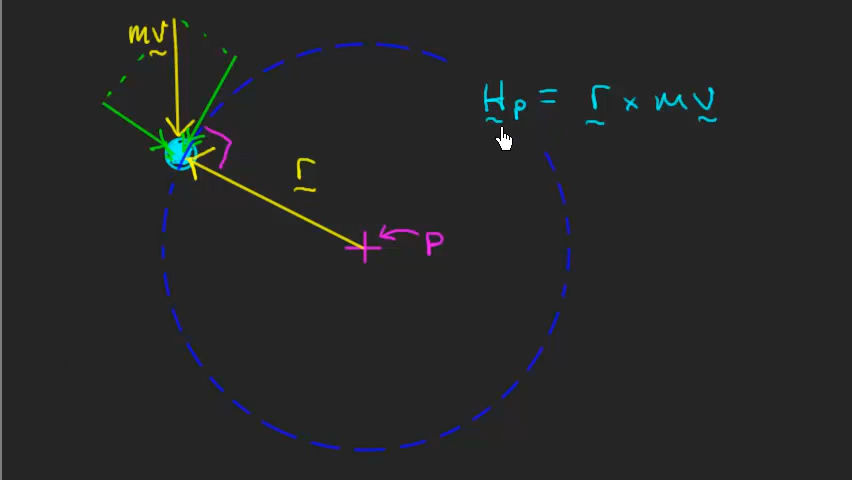 mv
H_P = r × mv
r
P